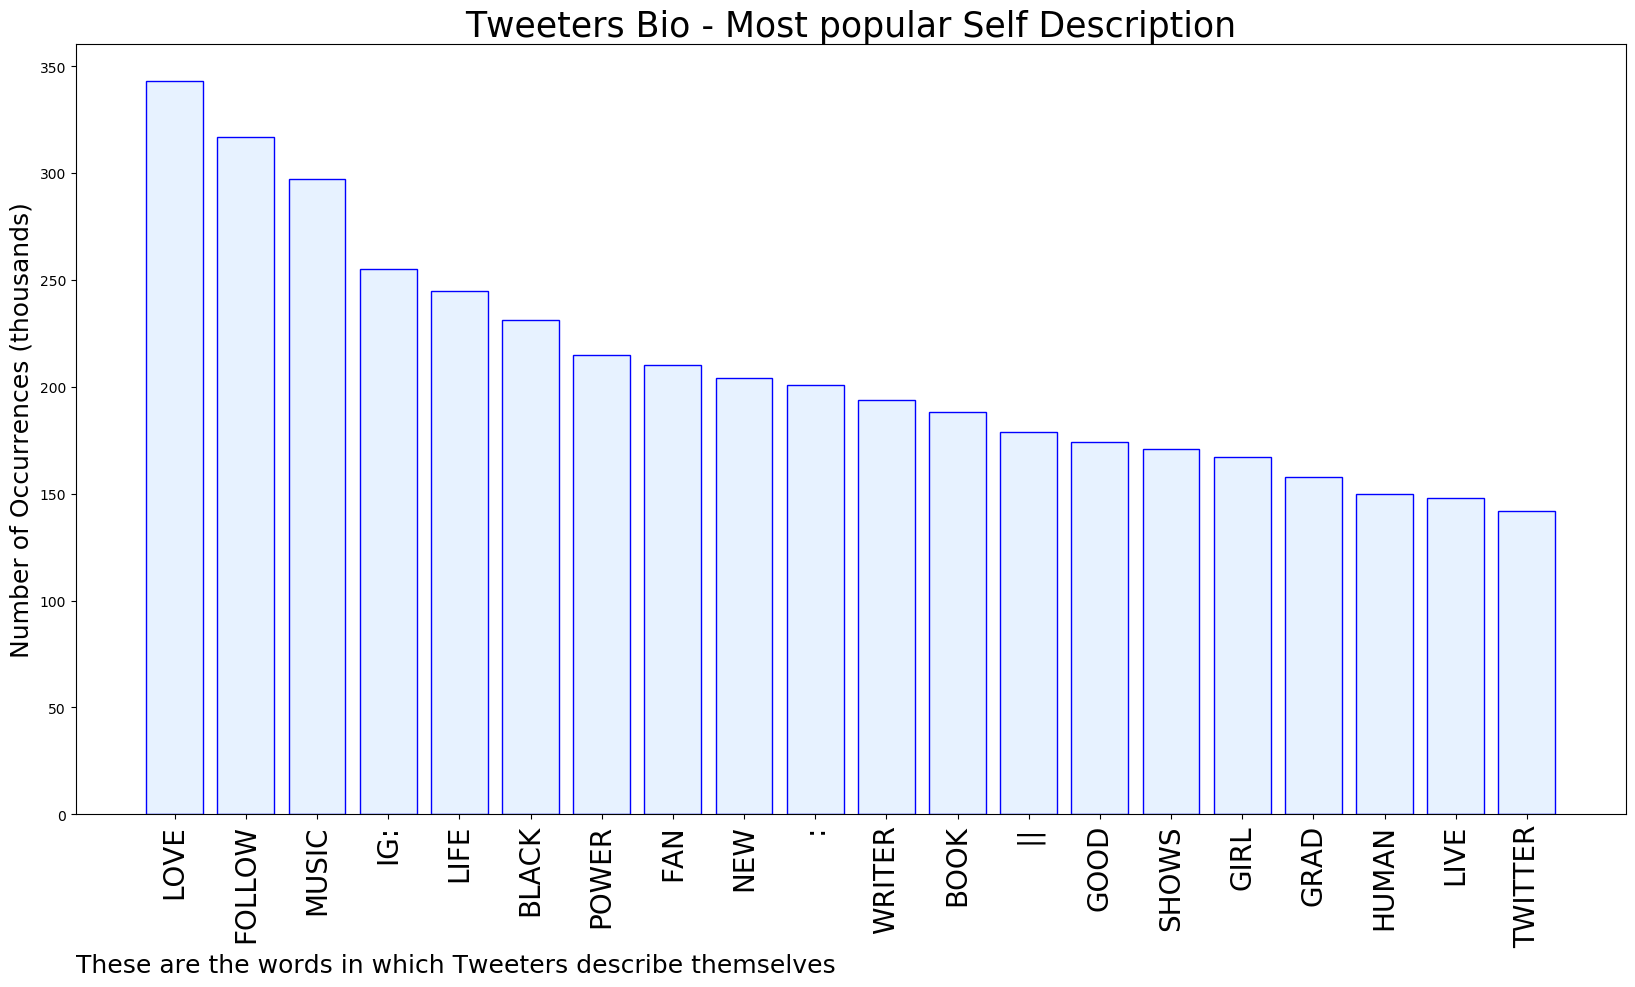 Tweeters Bio - Most popular Self Description
Number of Occurrences (thousands)
350
300
250
200
150
100
50
0
LOVE
FOLLOW
MUSIC
IG:
LIFE
BLACK
POWER
FAN
NEW
:
WRITER
BOOK
||
GOOD
SHOWS
GIRL
GRAD
HUMAN
LIVE
TWITTER
These are the words in which Tweeters describe themselves